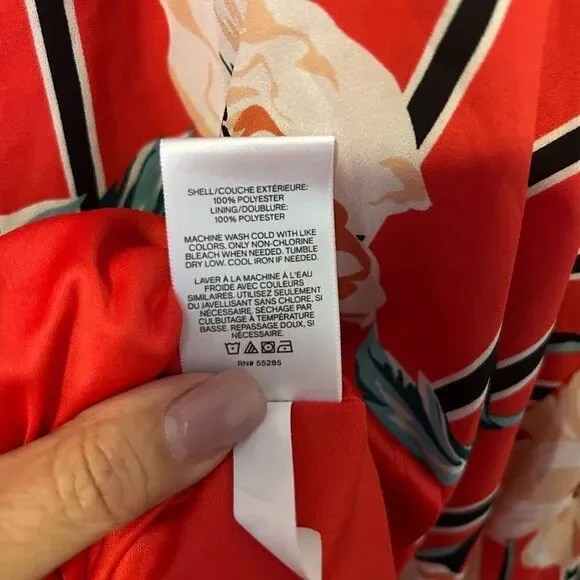 SHELL/COUCHE EXTÉRIEURE:
100% POLYESTER
LINING/DOUBLURE:
100% POLYESTER
MACHINE WASH COLD WITH LIKE
COLORS. ONLY NON-CHLORINE
BLEACH WHEN NEEDED. TUMBLE
DRY LOW. COOL IRON IF NEEDED.
LAVER À LA MACHINE À L'EAU
FROIDE AVEC COULEURS
SIMILAIRES. UTILISEZ SEULEMENT
DU JAVELLISANT SANS CHLORE, SI
NÉCESSAIRE, SÉCHAGE PAR
CULBUTAGE À TEMPÉRATURE
BASSE. REPASSAGE DOUX, SI
NÉCESSAIRE.
RN# 55285